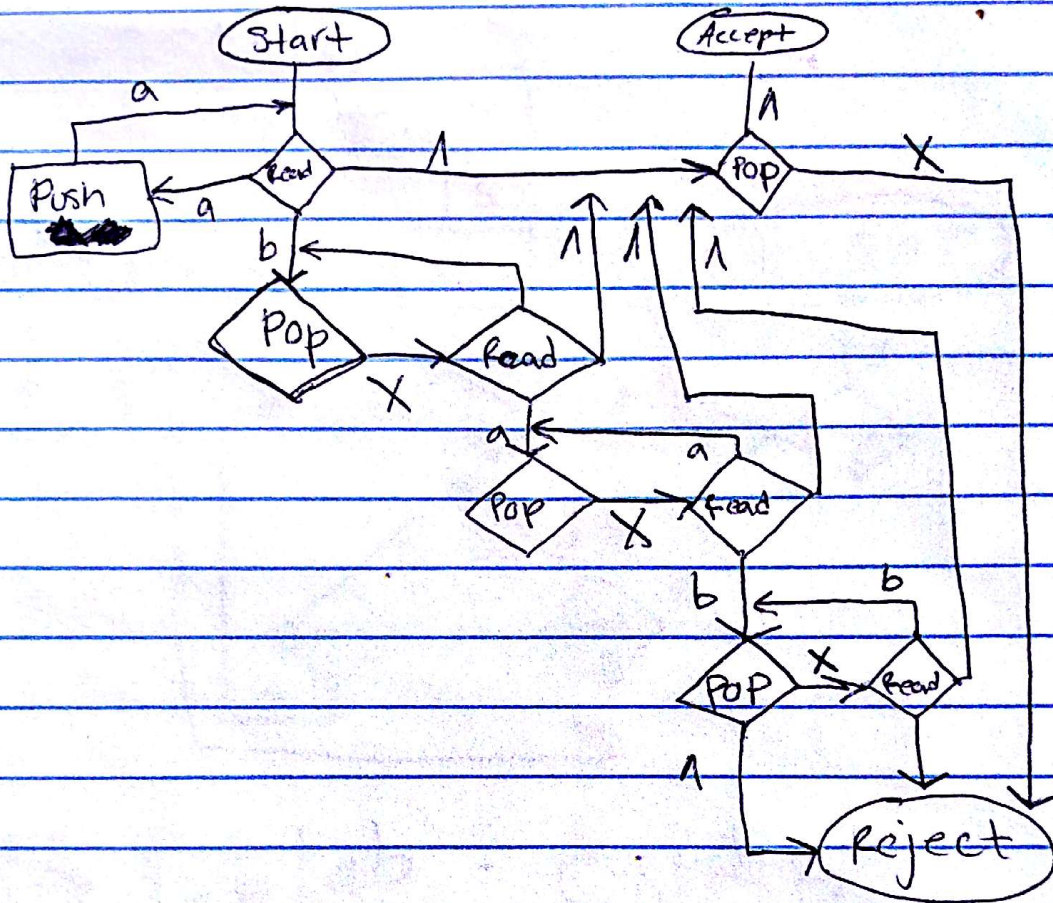 Start
Accept
a
Λ
Read
Λ
Pop
X
Push
a
b
Λ
Λ
Λ
Pop
Read
X
a
a
Pop
Read
X
b
b
X
Pop
Read
Λ
Reject